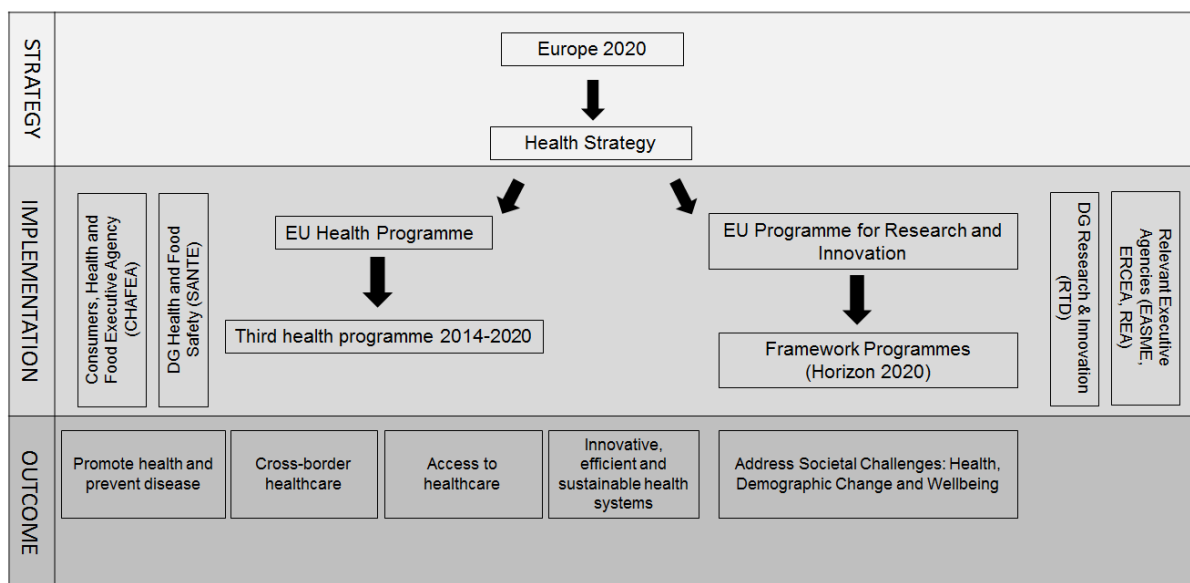 STRATEGY
Europe 2020
Health Strategy
IMPLEMENTATION
Consumers, Health and
Food Executive Agency
(CHAFEA)
DG Health and Food
Safety (SANTE)
EU Health Programme
Third health programme 2014-2020
EU Programme for Research and
Innovation
Framework Programmes
(Horizon 2020)
DG Research & Innovation
(RTD)
Relevant Executive
Agencies (EASME,
ERCEA, REA)
OUTCOME
Promote health and
prevent disease
Cross-border
healthcare
Access to
healthcare
Innovative,
efficient and
sustainable health
systems
Address Societal Challenges: Health,
Demographic Change and Wellbeing